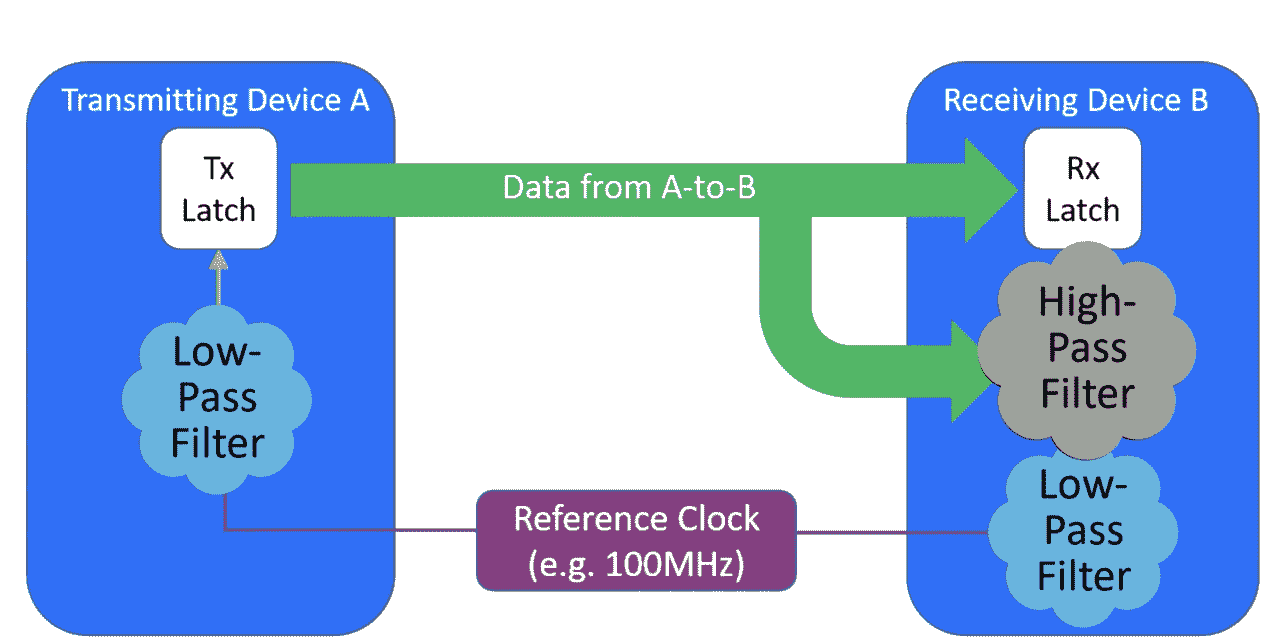 Transmitting Device A
Receiving Device B
Tx
Latch
Data from A-to-B
Rx
Latch
Low-
Pass
Filter
High-
Pass
Filter
Reference Clock
(e.g. 100MHz)
Low-
Pass
Filter